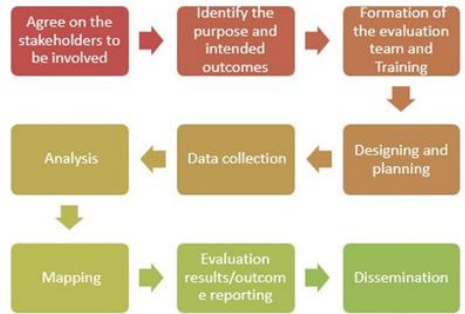 Agree on the
stakeholders to
be involved
Identify the
purpose and
intended
outcomes
Formation of
the evaluation
team and
Training
Designing and
planning
Data collection
Analysis
Mapping
Evaluation
results/outcom
e reporting
Dissemination